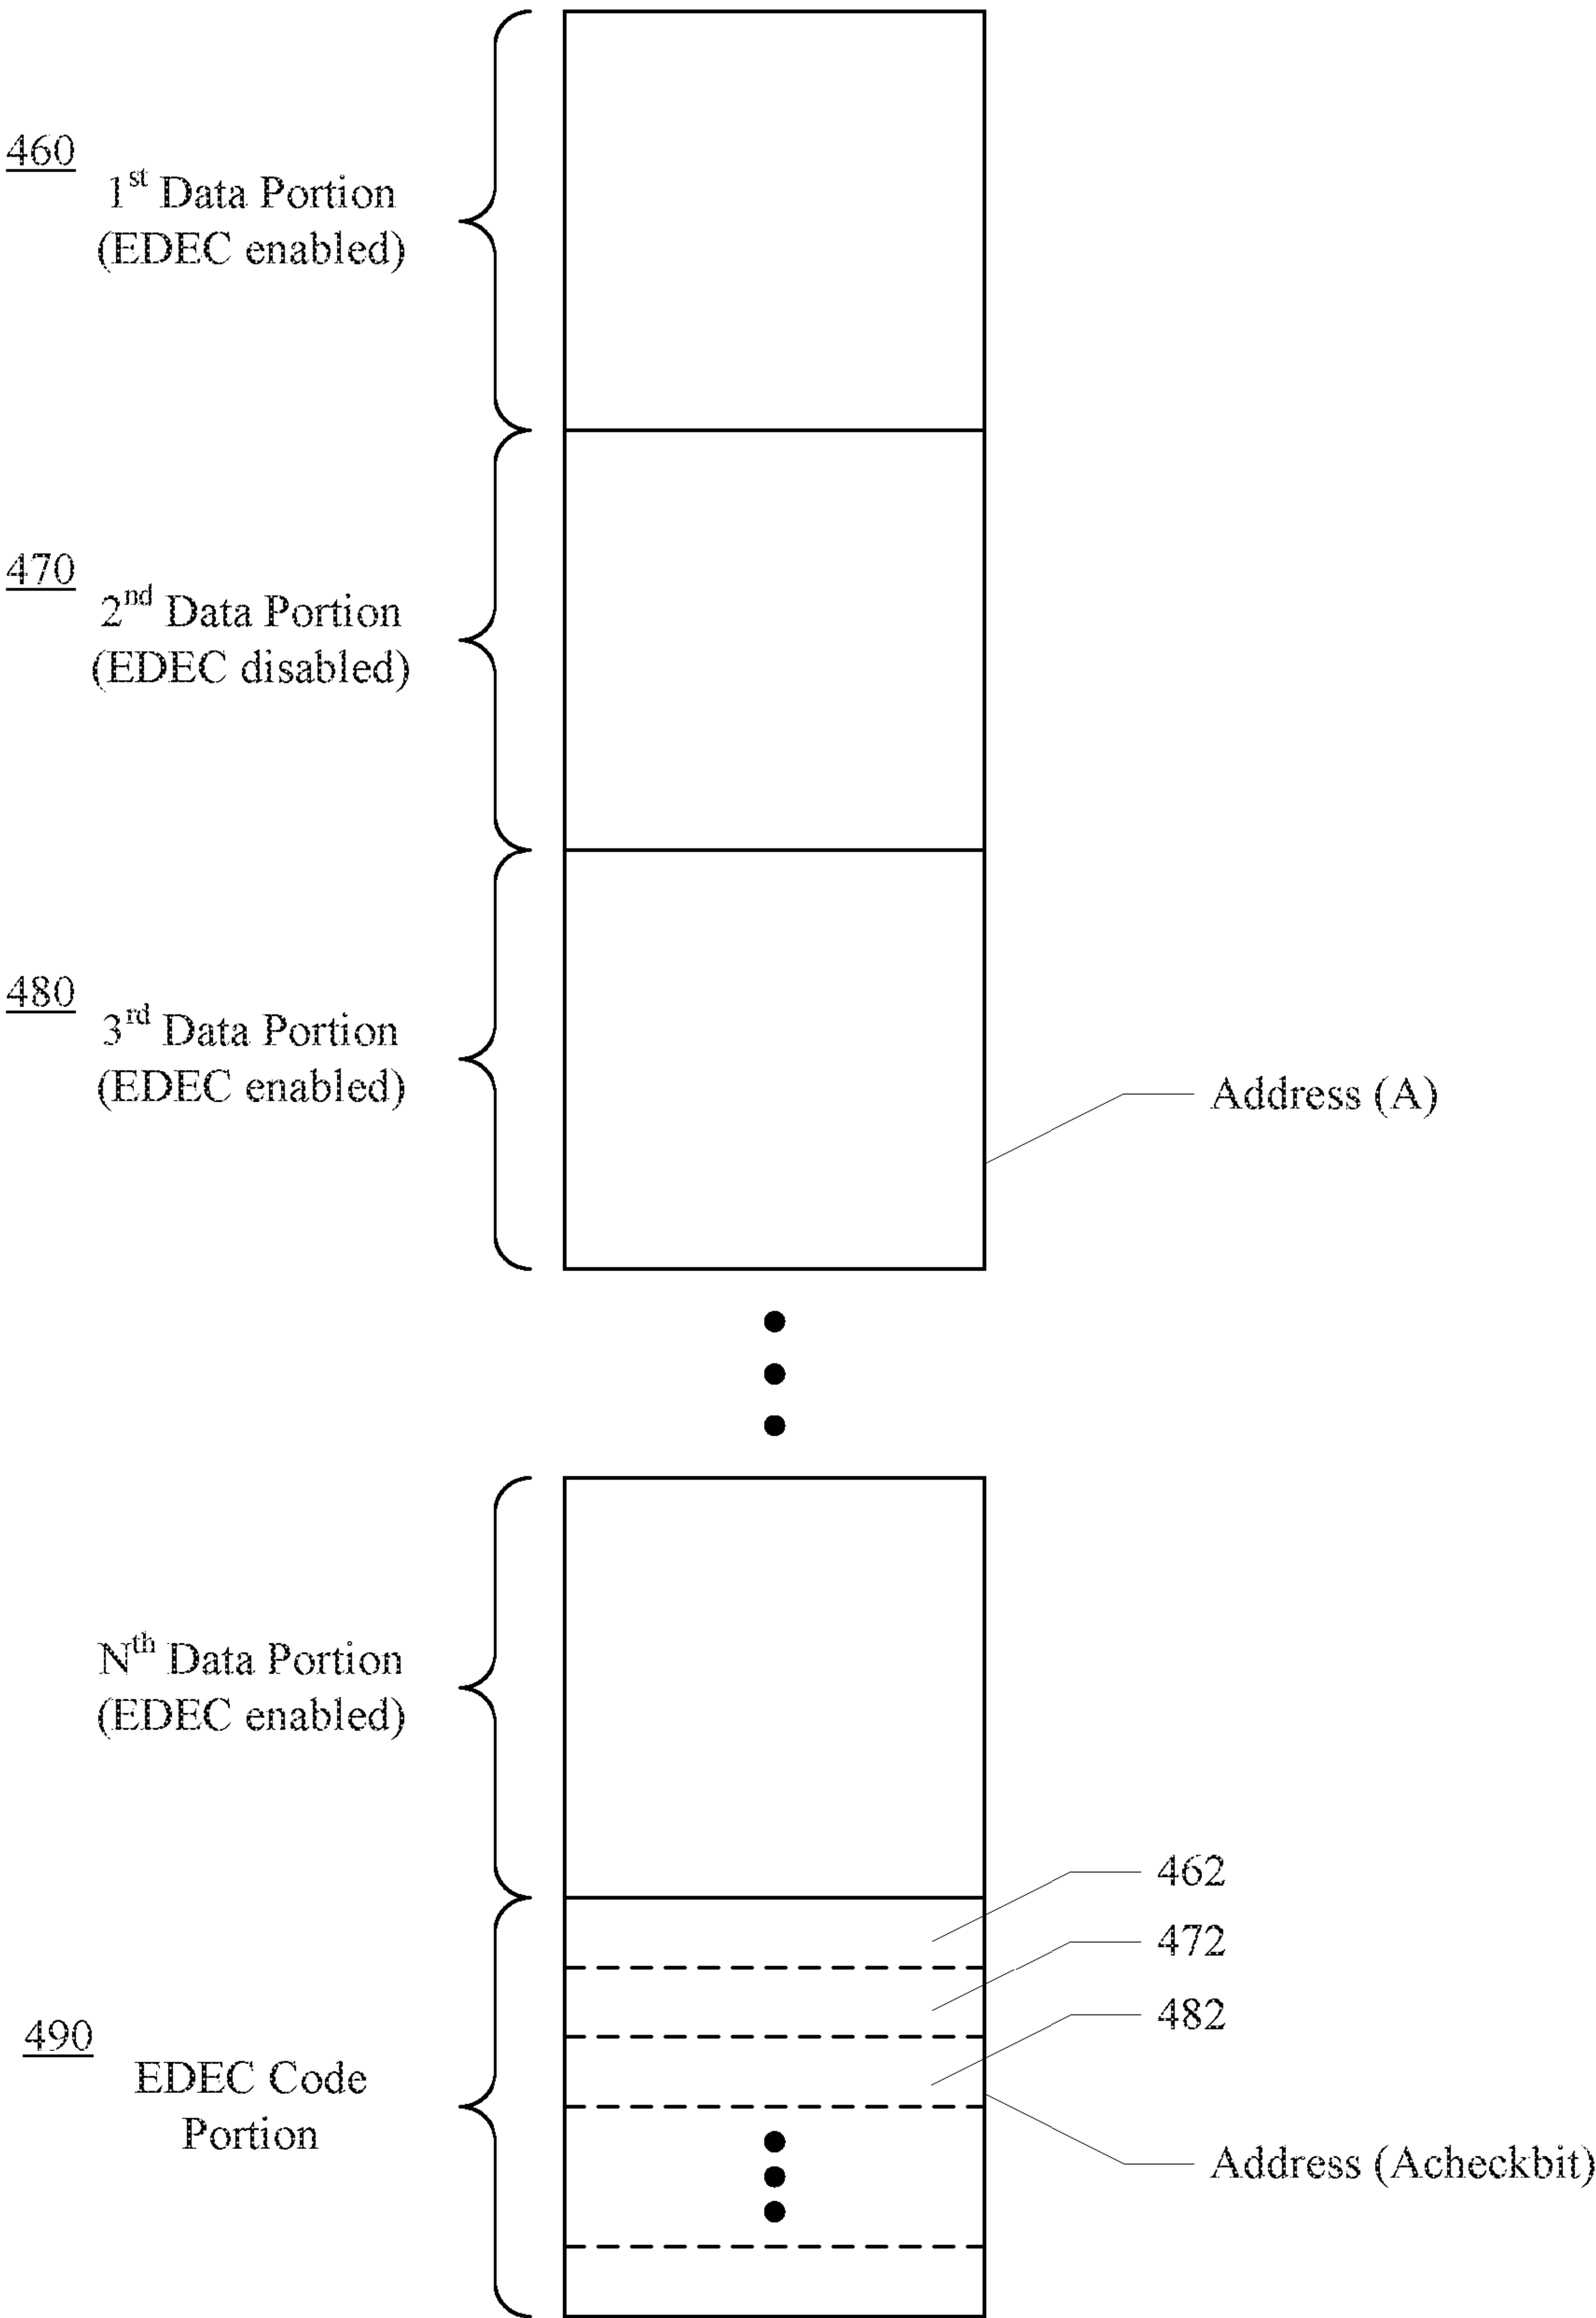 460
1st Data Portion
(EDEC enabled)
470
2nd Data Portion
(EDEC disabled)
480
3rd Data Portion
(EDEC enabled)
Address (A)
Nth Data Portion
(EDEC enabled)
462
472
482
490
EDEC Code
Portion
Address (Acheckbit)